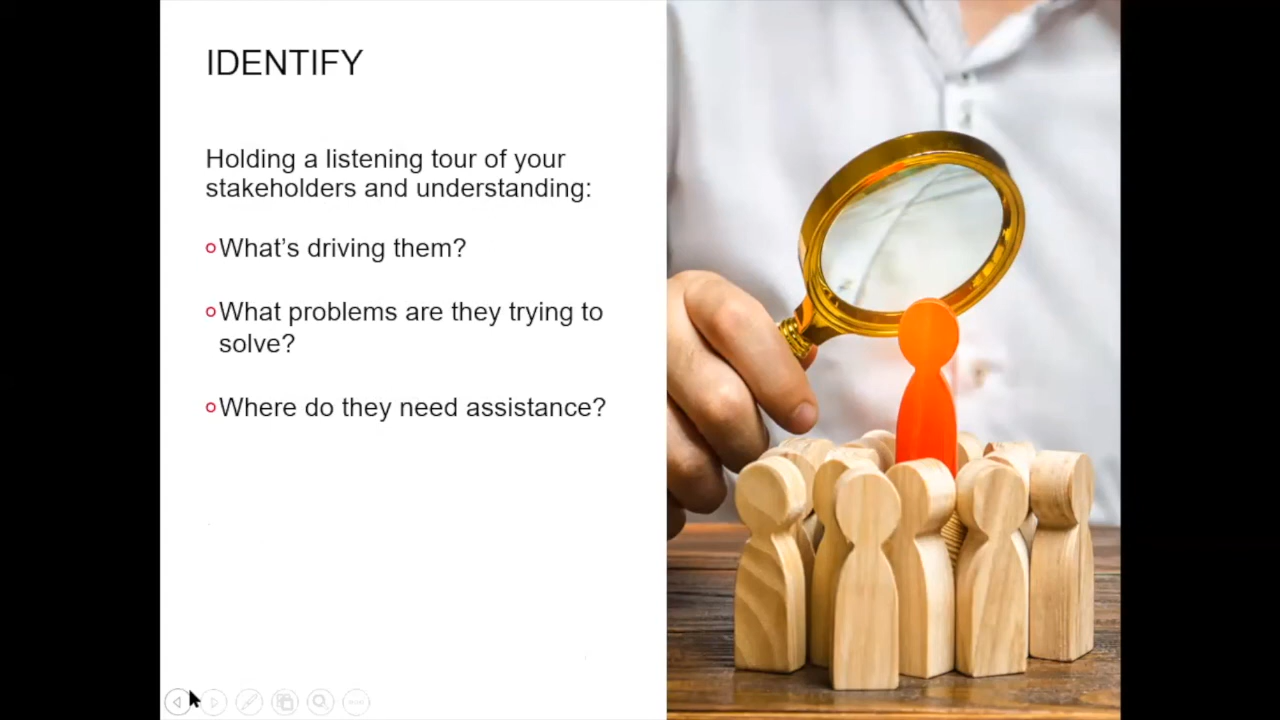 IDENTIFY
Holding a listening tour of your
stakeholders and understanding:
What’s driving them?
What problems are they trying to
solve?
Where do they need assistance?